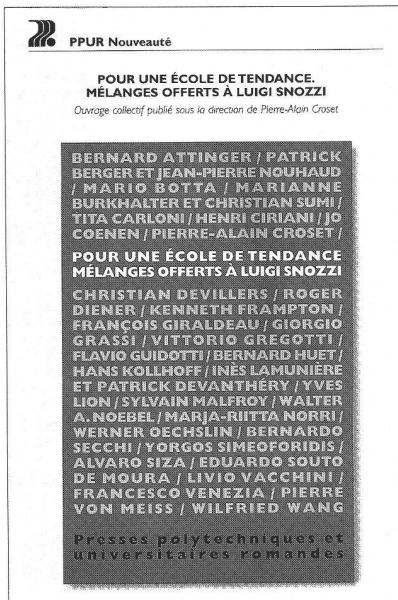 PPUR Nouveauté
POUR UNE ÉCOLE DE TENDANCE.
MÉLANGES OFFERTS À LUIGI SNOZZI
Ouvrage collectif publié sous la direction de Pierre-Alain Croset
BERNARD ATTINGER / PATRICK
BERGER ET JEAN-PIERRE NOUHAUD
/ MARIO BOTTA / MARIANNE
BURKHALTER ET CHRISTIAN SUMI /
TITA CARLONI / HENRI CIRIANI / JO
COENEN / PIERRE-ALAIN CROSET /
POUR UNE ÉCOLE DE TENDANCE
MÉLANGES OFFERTS À LUIGI SNOZZI
CHRISTIAN DEVILLERS / ROGER
DIENER / KENNETH FRAMPTON /
FRANÇOIS GIRALDEAU / GIORGIO
GRASSI / VITTORIO GREGOTTI /
FLAVIO GUIDOTTI / BERNARD HUET /
HANS KOLLHOFF / INÈS LAMUNIÈRE
ET PATRICK DEVANTHÉRY / YVES
LION / SYLVAIN MALFROY / WALTER
A. NOEBEL / MARJA-RIITTA NORRI /
WERNER OECHSLIN / BERNARDO
SECCHI / YORGOS SIMEOFORIDIS /
ALVARO SIZA / EDUARDO SOUTO
DE MOURA / LIVIO VACCHINI /
FRANCESCO VENEZIA / PIERRE
VON MEISS / WILFRIED WANG
Presses polytechniques et
universitaires romandes